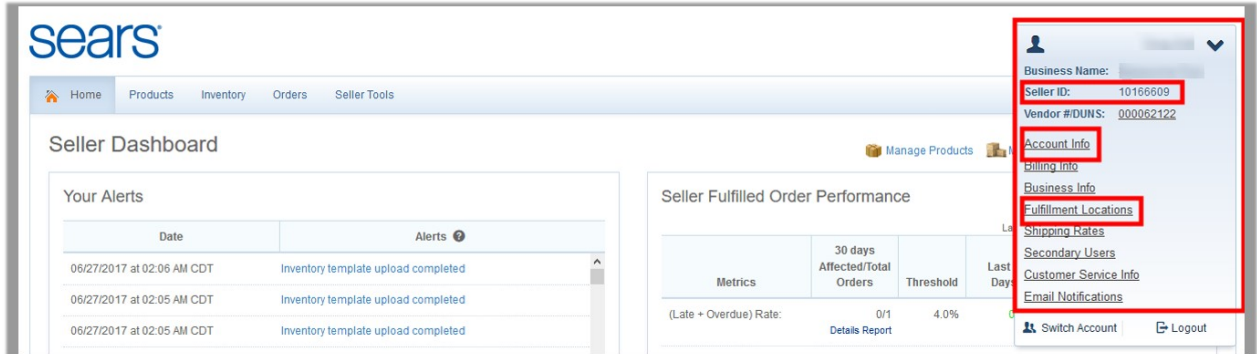 sears
Business Name:
Seller ID: 10166609
Vendor #/DUNS: 000062122
Home Products Inventory Orders Seller Tools
Account Info
Billing Info
Business Info
Fulfillment Locations
Shipping Rates
Secondary Users
Customer Service Info
Email Notifications
Switch Account Logout
Seller Dashboard
Manage Products
Your Alerts
Date Alerts
06/27/2017 at 02:06 AM CDT Inventory template upload completed
06/27/2017 at 02:05 AM CDT Inventory template upload completed
06/27/2017 at 02:05 AM CDT Inventory template upload completed
Seller Fulfilled Order Performance
30 days
Affected/Total
Metrics Orders Threshold Last
(Late + Overdue) Rate: 0/1 4.0%
Details Report